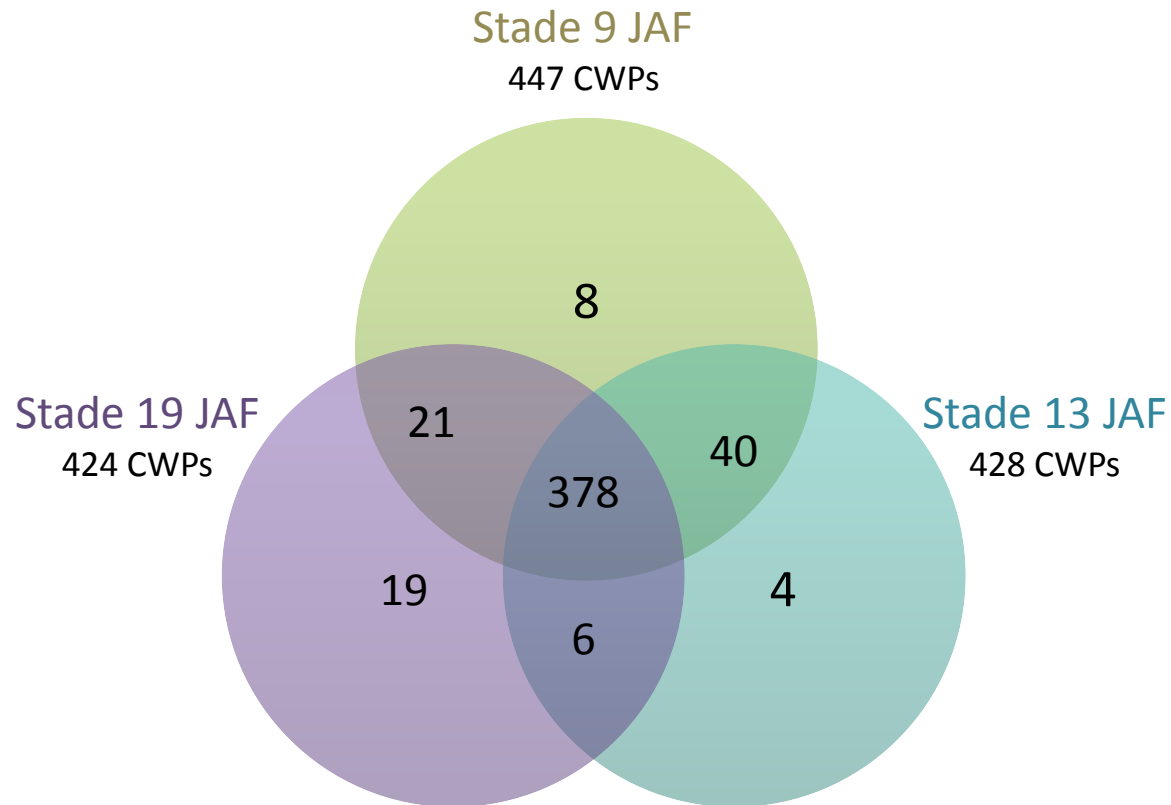 Stade 9 JAF
447 CWPs
8
Stade 19 JAF
424 CWPs
21
40
Stade 13 JAF
428 CWPs
378
19
4
6